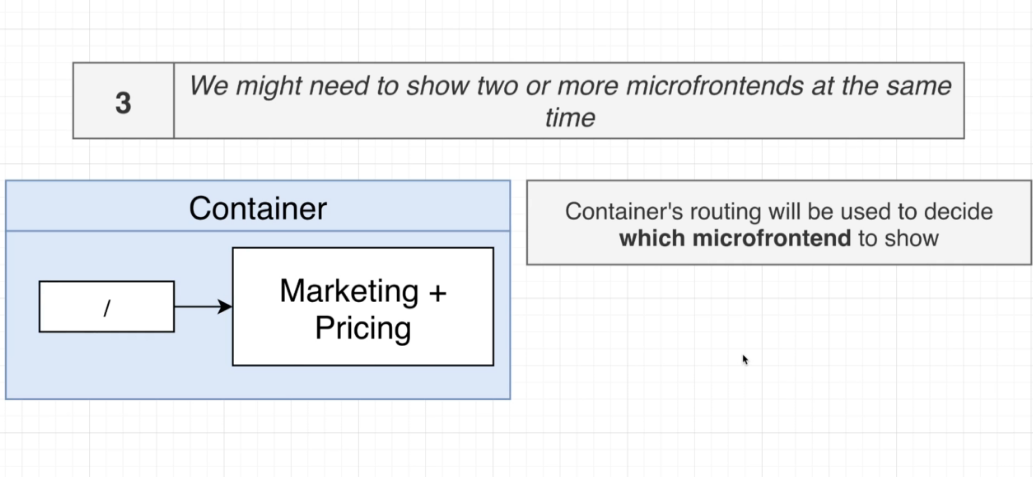 3
We might need to show two or more microfrontends at the same
time
Container
/
Marketing +
Pricing
Container's routing will be used to decide
which microfrontend to show